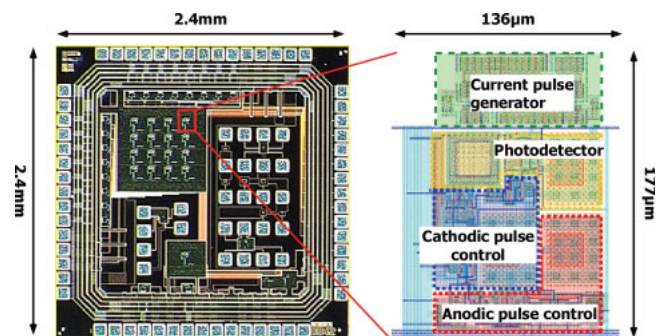 2.4mm
136μm
2.4mm
Current pulse
generator
Photodetector
177μm
Cathodic pulse
control
Anodic pulse control